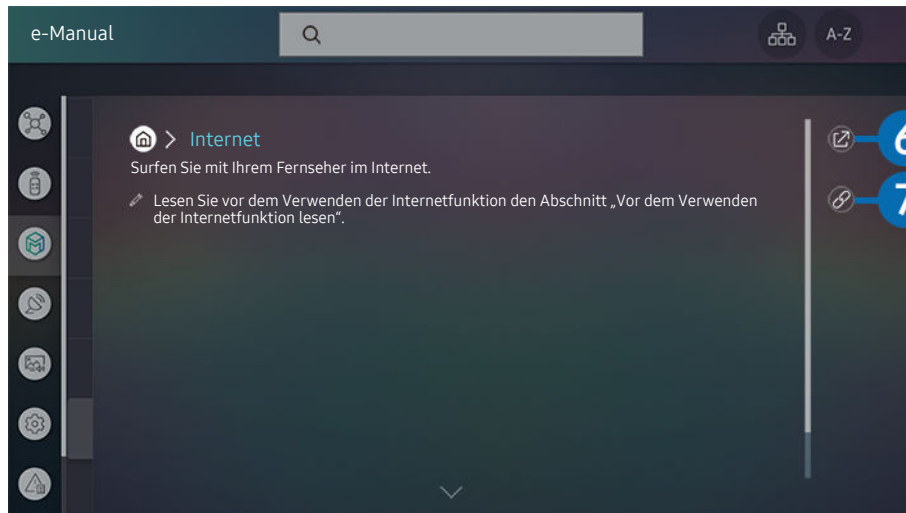 e-Manual
A-Z
Internet
Surfen Sie mit Ihrem Fernseher im Internet.
Lesen Sie vor dem Verwenden der Internetfunktion den Abschnitt „Vor dem Verwenden
der Internetfunktion lesen“.
6
7